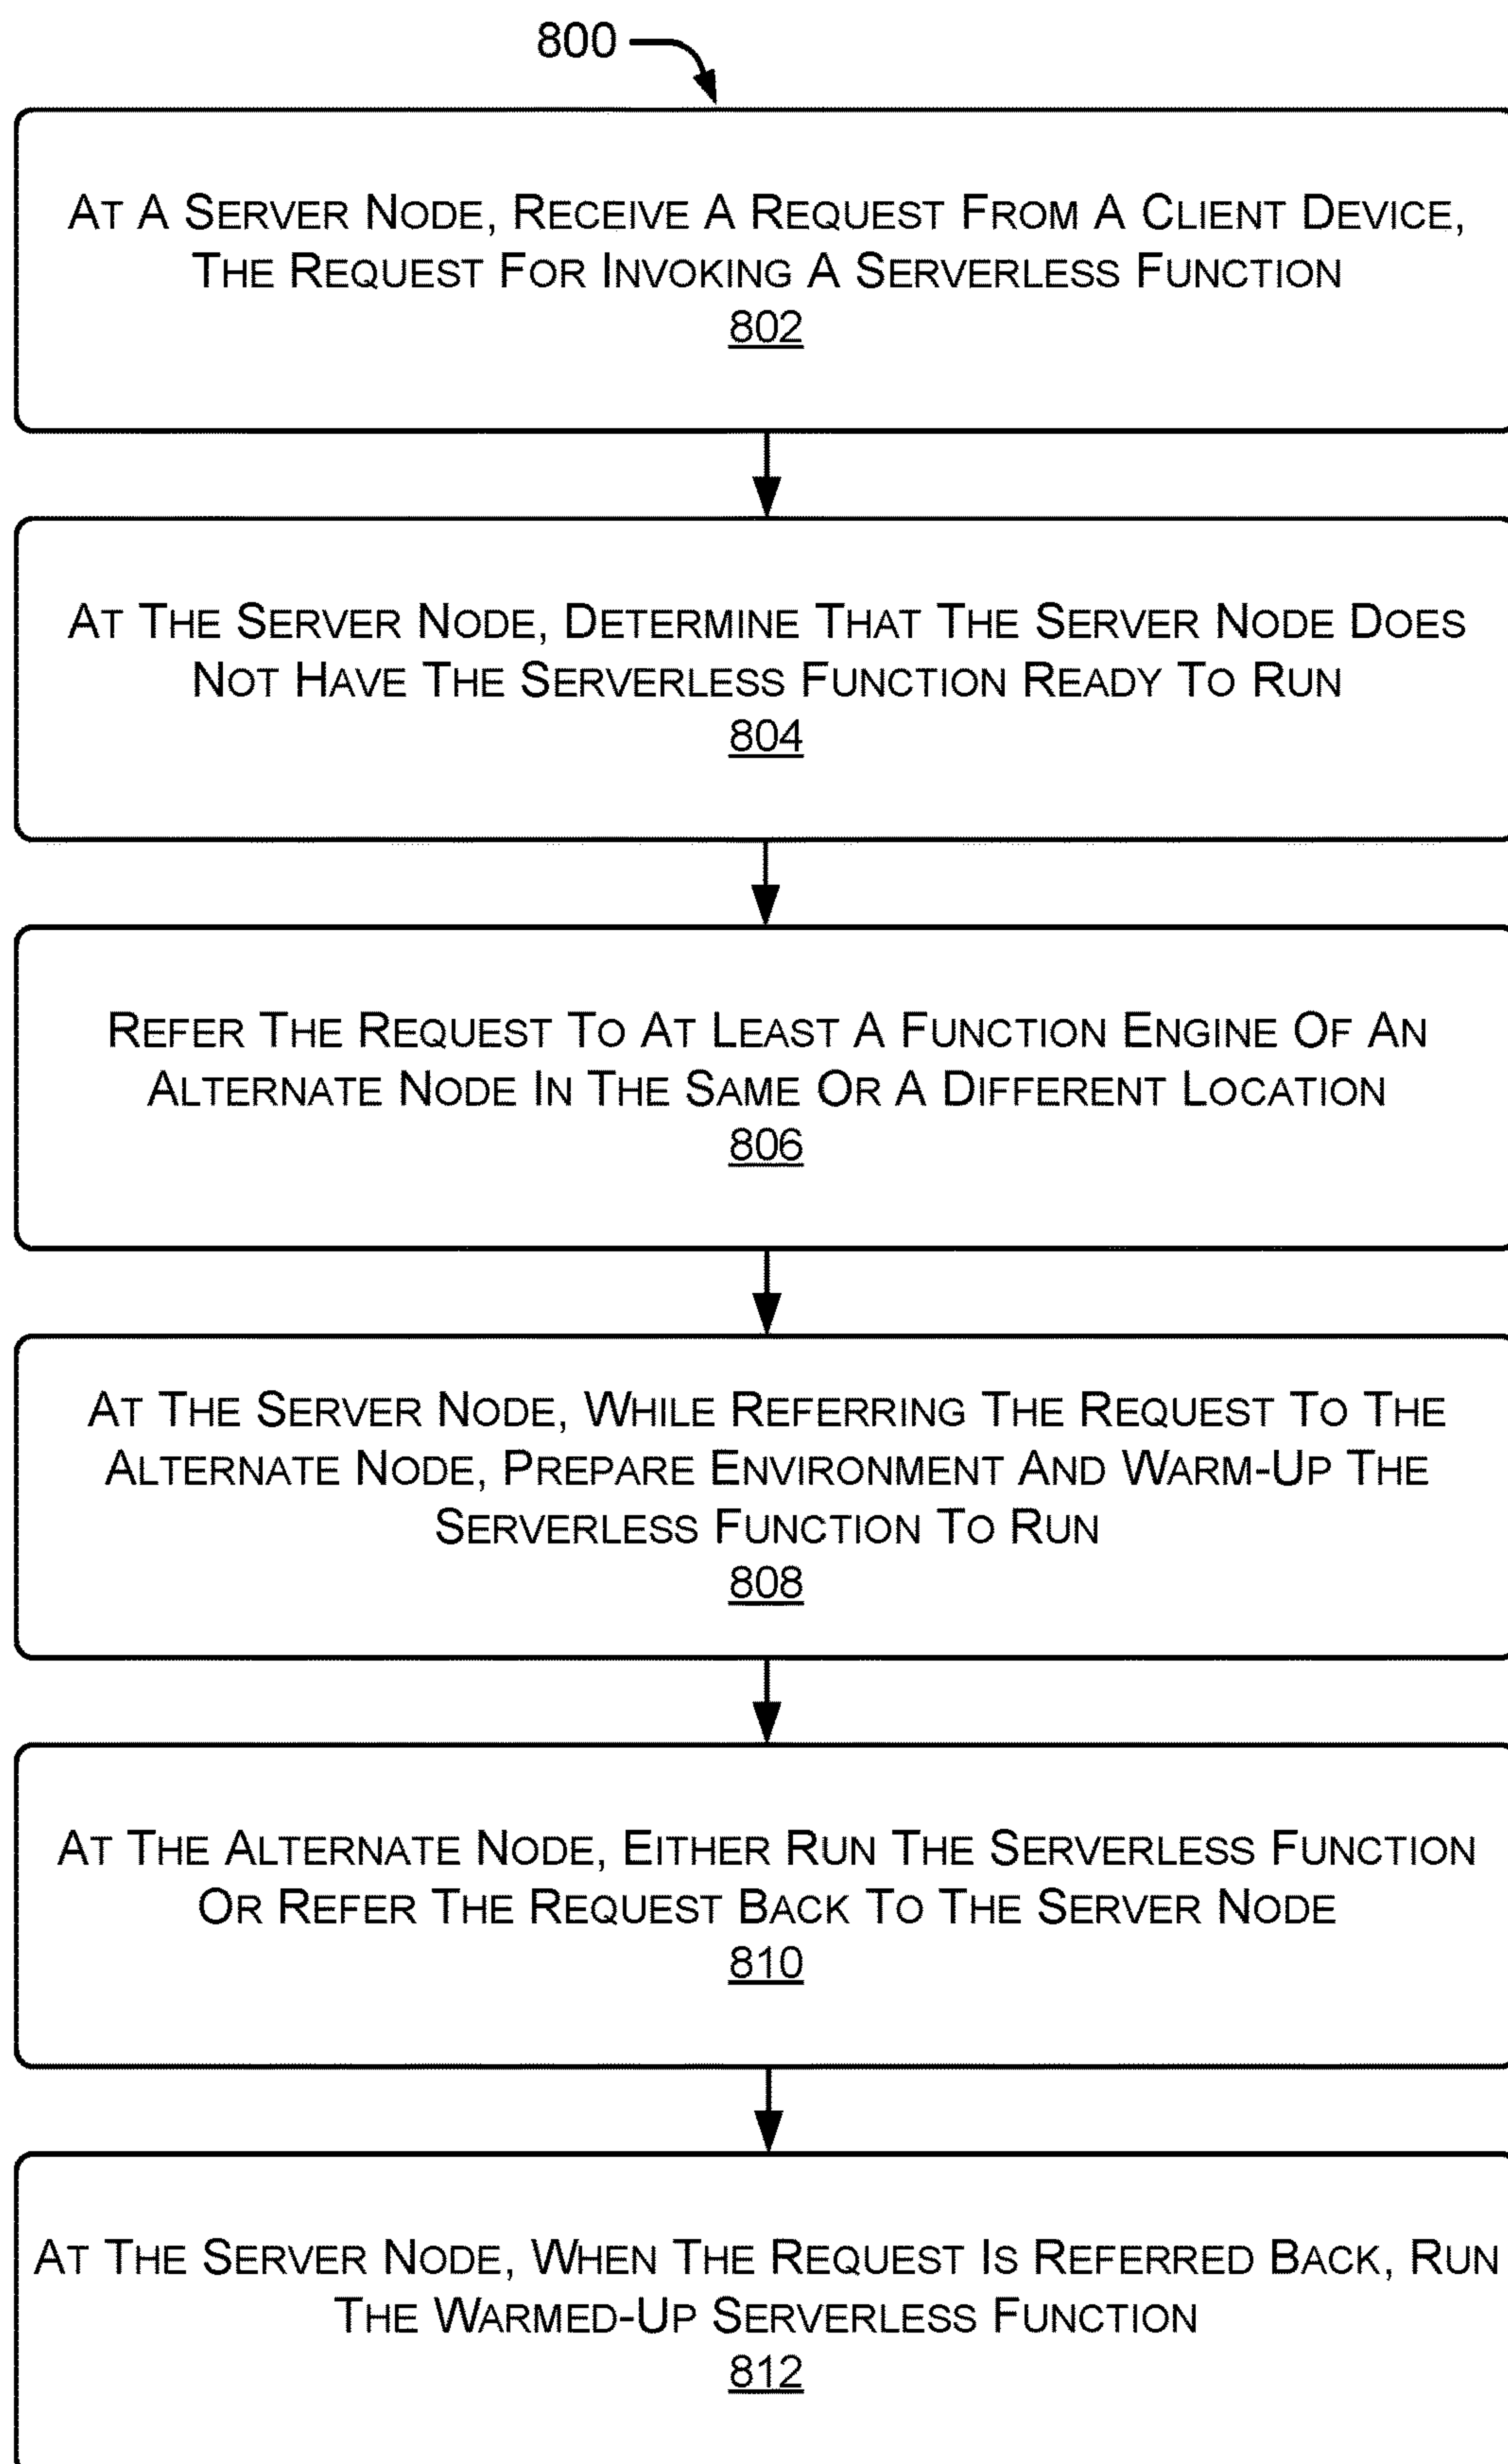 800
AT A SERVER NODE, RECEIVE A REQUEST FROM A CLIENT DEVICE,
THE REQUEST FOR INVOKING A SERVERLESS FUNCTION
802
AT THE SERVER NODE, DETERMINE THAT THE SERVER NODE DOES
NOT HAVE THE SERVERLESS FUNCTION READY TO RUN
804
REFER THE REQUEST TO AT LEAST A FUNCTION ENGINE OF AN
ALTERNATE NODE IN THE SAME OR A DIFFERENT LOCATION
806
AT THE SERVER NODE, WHILE REFERRING THE REQUEST TO THE
ALTERNATE NODE, PREPARE ENVIRONMENT AND WARM-UP THE
SERVERLESS FUNCTION TO RUN
808
AT THE ALTERNATE NODE, EITHER RUN THE SERVERLESS FUNCTION
OR REFER THE REQUEST BACK TO THE SERVER NODE
810
AT THE SERVER NODE, WHEN THE REQUEST IS REFERRED BACK, RUN
THE WARMED-UP SERVERLESS FUNCTION
812